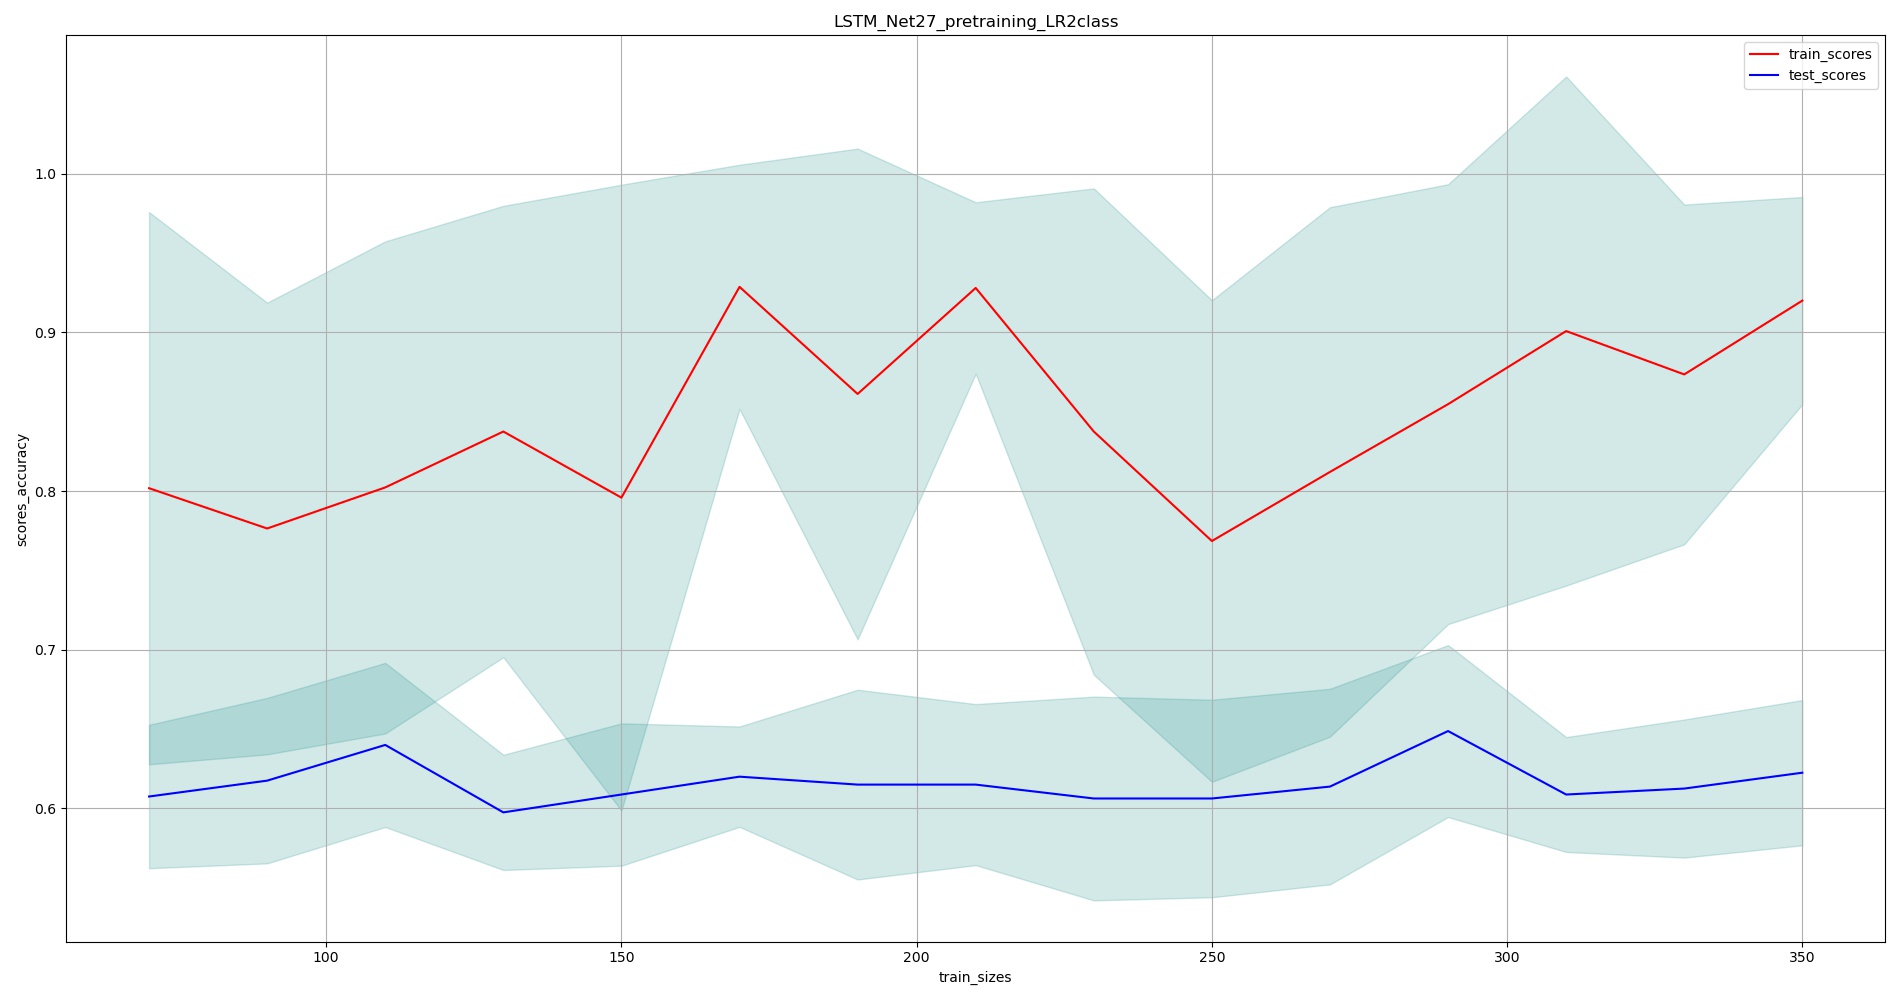 LSTM_Net27_pretraining_LR2class
train_scores
test_scores
scores_accuracy
1.0
0.9
0.8
0.7
0.6
100 150 200 250 300 350
train_sizes